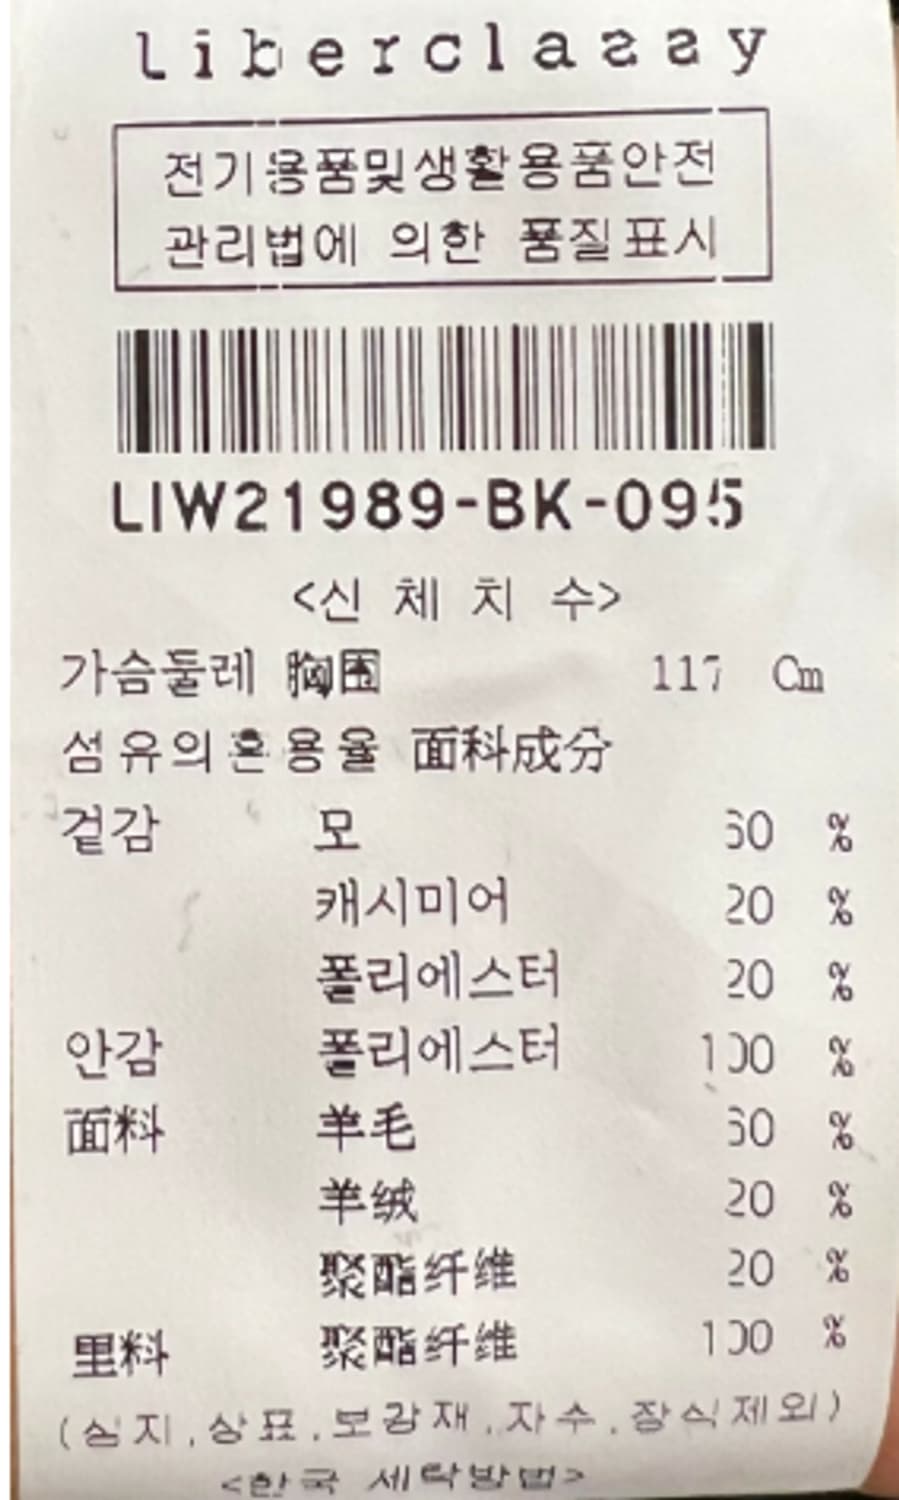 Liberclassy
전기용품및생활용품안전
관리법에 의한 품질표시
LIW21989-BK-095
<신 체 치 수>
가슴둘레 胸围 117 Cm
섬유의혼용율 面料成分
겉감 모 60 %
캐시미어 20 %
폴리에스터 20 %
안감 폴리에스터 100 %
面料 羊毛 60 %
羊绒 20 %
聚酯纤维 20 %
里料 聚酯纤维 100 %
(심지,상표,보강재,자수,장식제외)
<한국 세탁방법>